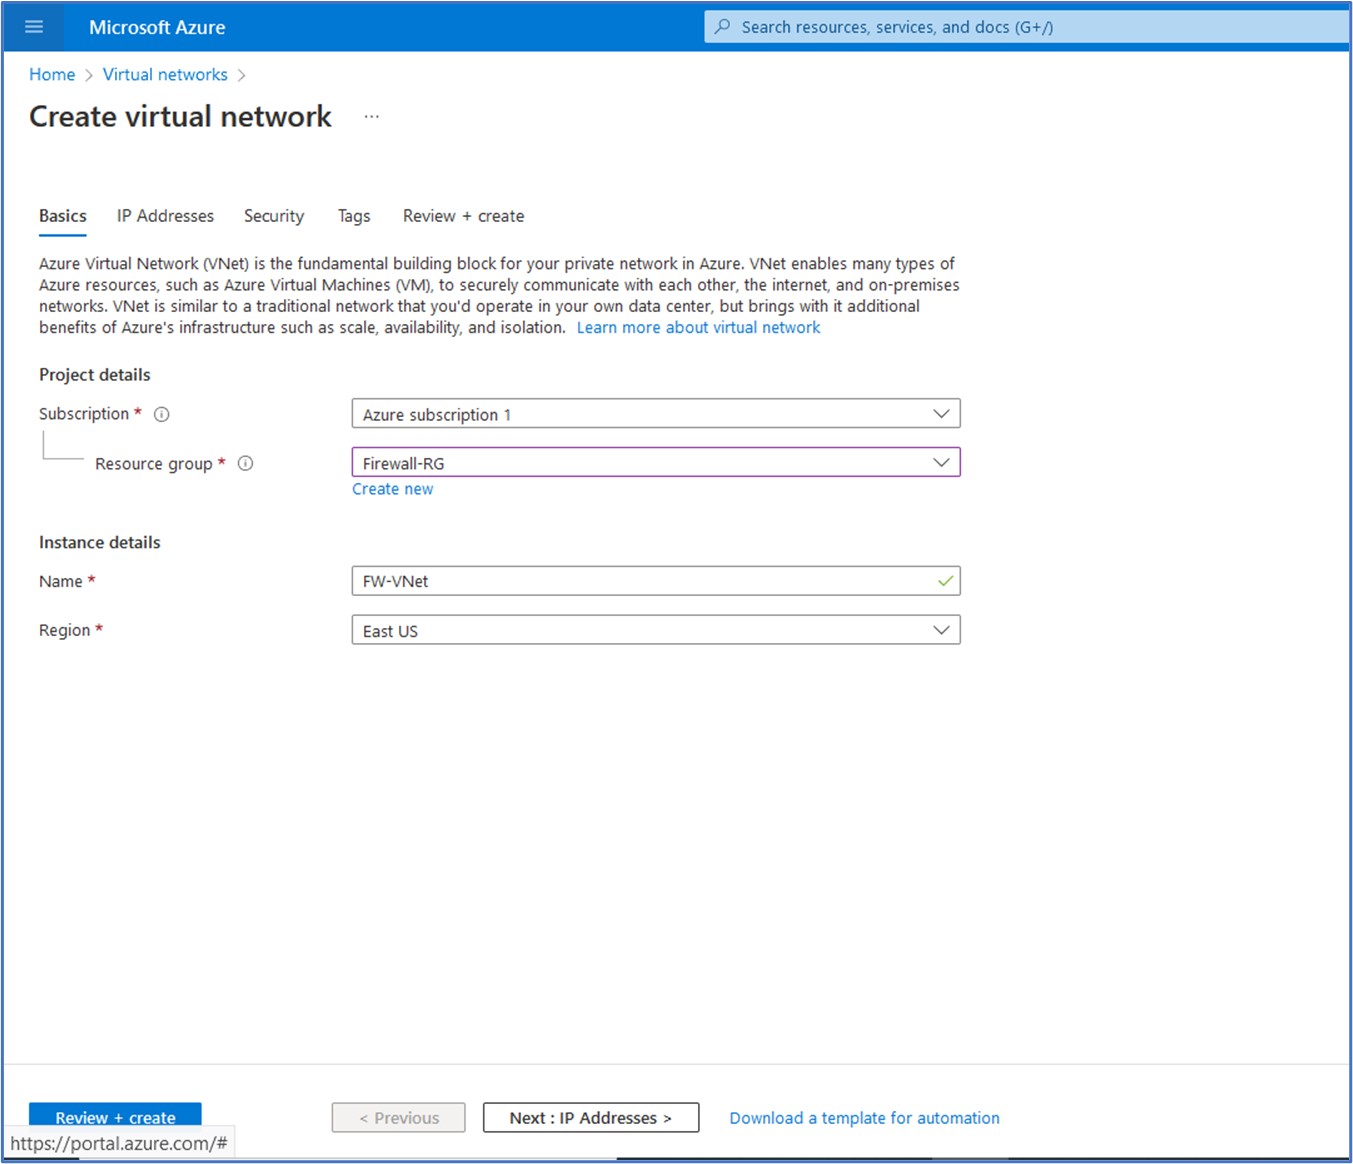 Microsoft Azure
Search resources, services, and docs (G+/)
Home > Virtual networks >
Create virtual network ...
Basics IP Addresses Security Tags Review + create
Azure Virtual Network (VNet) is the fundamental building block for your private network in Azure. VNet enables many types of
Azure resources, such as Azure Virtual Machines (VM), to securely communicate with each other, the internet, and on-premises
networks. VNet is similar to a traditional network that you'd operate in your own data center, but brings with it additional
benefits of Azure's infrastructure such as scale, availability, and isolation. Learn more about virtual network
Project details
Subscription * Azure subscription 1
Resource group * Firewall-RG
Create new
Instance details
Name * FW-VNet
Region * East US
Review + create < Previous Next : IP Addresses > Download a template for automation
https://portal.azure.com/#